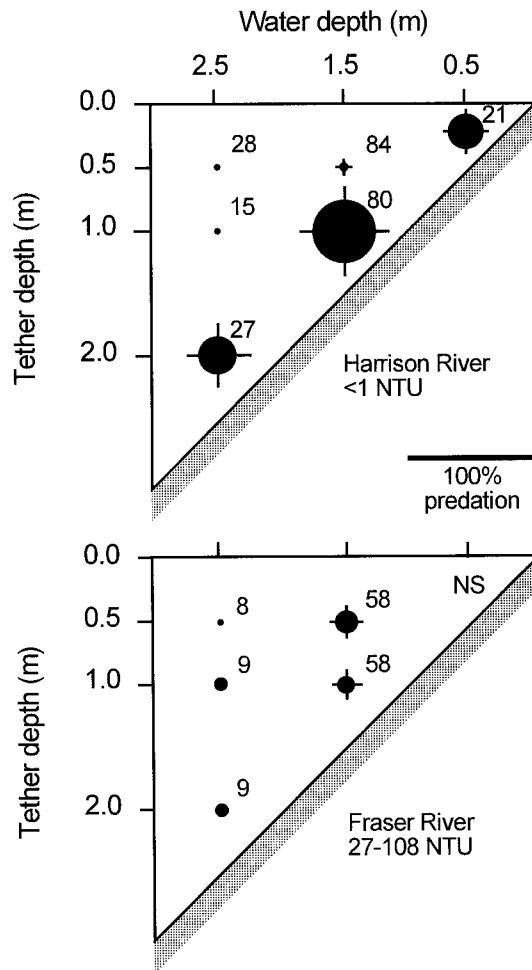 Water depth (m)
2.5 1.5 0.5
Tether depth (m)
0.0
21
28 84
0.5
15 80
1.0
27
2.0
Harrison River
<1 NTU
100%
predation
Tether depth (m)
0.0
NS
8 58
0.5
9 58
1.0
9
2.0
Fraser River
27-108 NTU